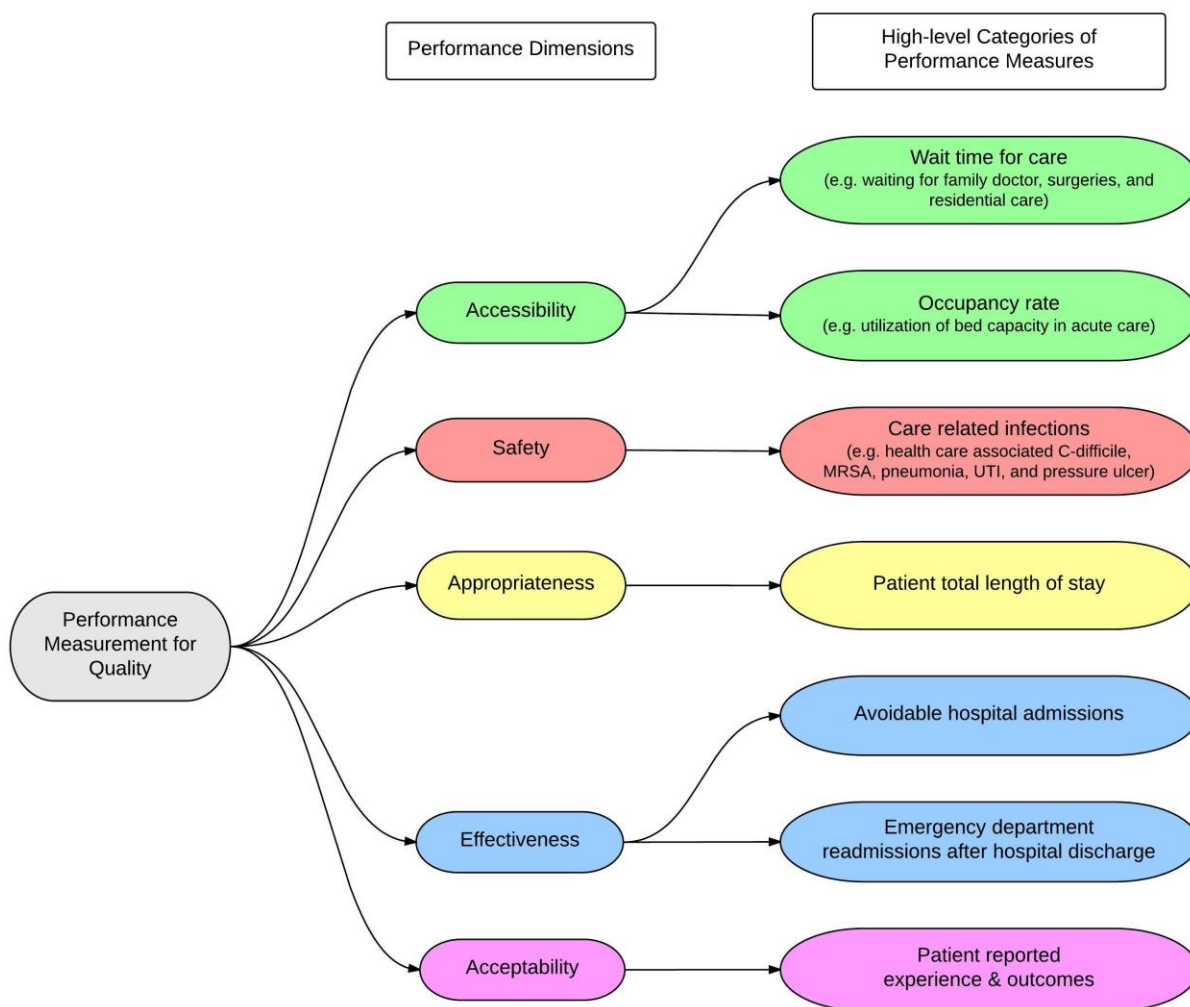 Performance Dimensions
High-level Categories of
Performance Measures
Wait time for care
(e.g. waiting for family doctor, surgeries, and
residential care)
Accessibility
Occupancy rate
(e.g. utilization of bed capacity in acute care)
Safety
Care related infections
(e.g. health care associated C-difficile,
MRSA, pneumonia, UTI, and pressure ulcer)
Appropriateness
Patient total length of stay
Performance
Measurement for
Quality
Avoidable hospital admissions
Effectiveness
Emergency department
readmissions after hospital discharge
Acceptability
Patient reported
experience & outcomes